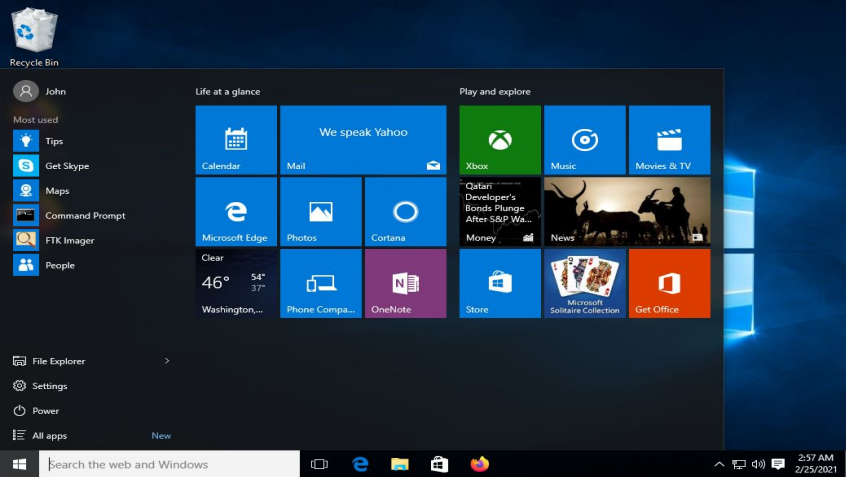 Recycle Bin
John
Most used
Tips
Get Skype
Maps
Command Prompt
FTK Imager
People
File Explorer
Settings
Power
All apps
New
Life at a glance
Calendar
We speak Yahoo
Mail
Microsoft Edge
Photos
Cortana
Clear
46° 54°
37°
Washington,...
Phone Compa...
OneNote
Play and explore
Xbox
Music
Movies & TV
Qatari
Developer's
Bonds Plunge
After S&P Wa...
Money
News
Store
Microsoft
Solitaire Collection
Get Office
Search the web and Windows
2:57 AM
2/25/2021